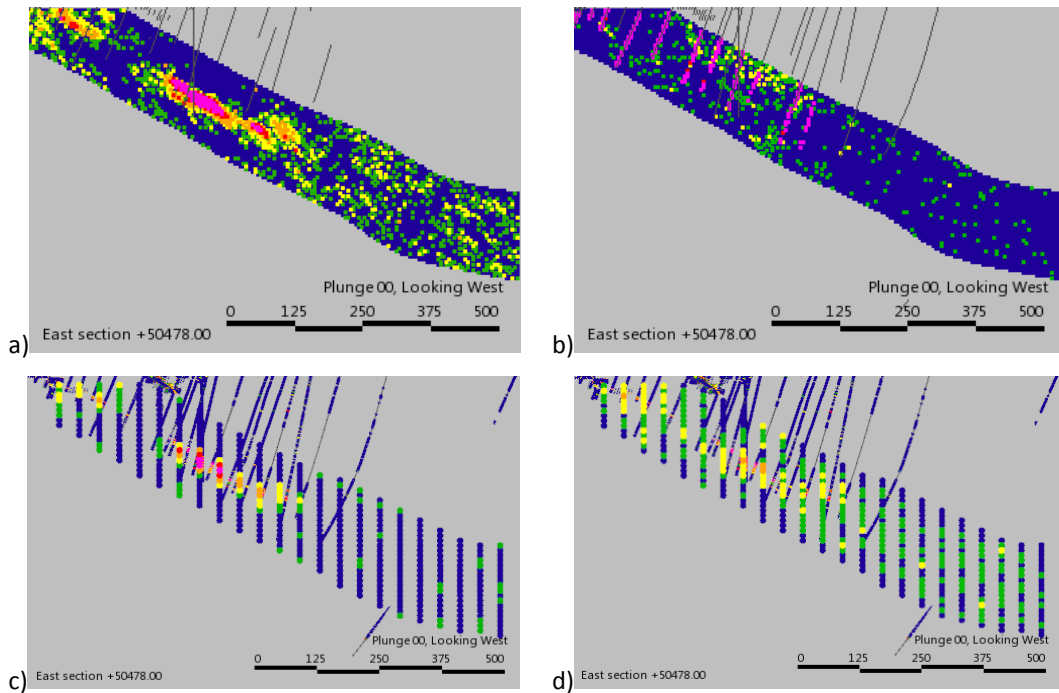 Plunge 00, Looking West
0 125 250 375 500
East section +50478.00
a)
Plunge 00, Looking West
0 125 250 375 500
East section +50478.00
b)
Plunge 00, Looking West
0 125 250 375 500
East section +50478.00
c)
Plunge 00, Looking West
0 125 250 375 500
East section +50478.00
d)